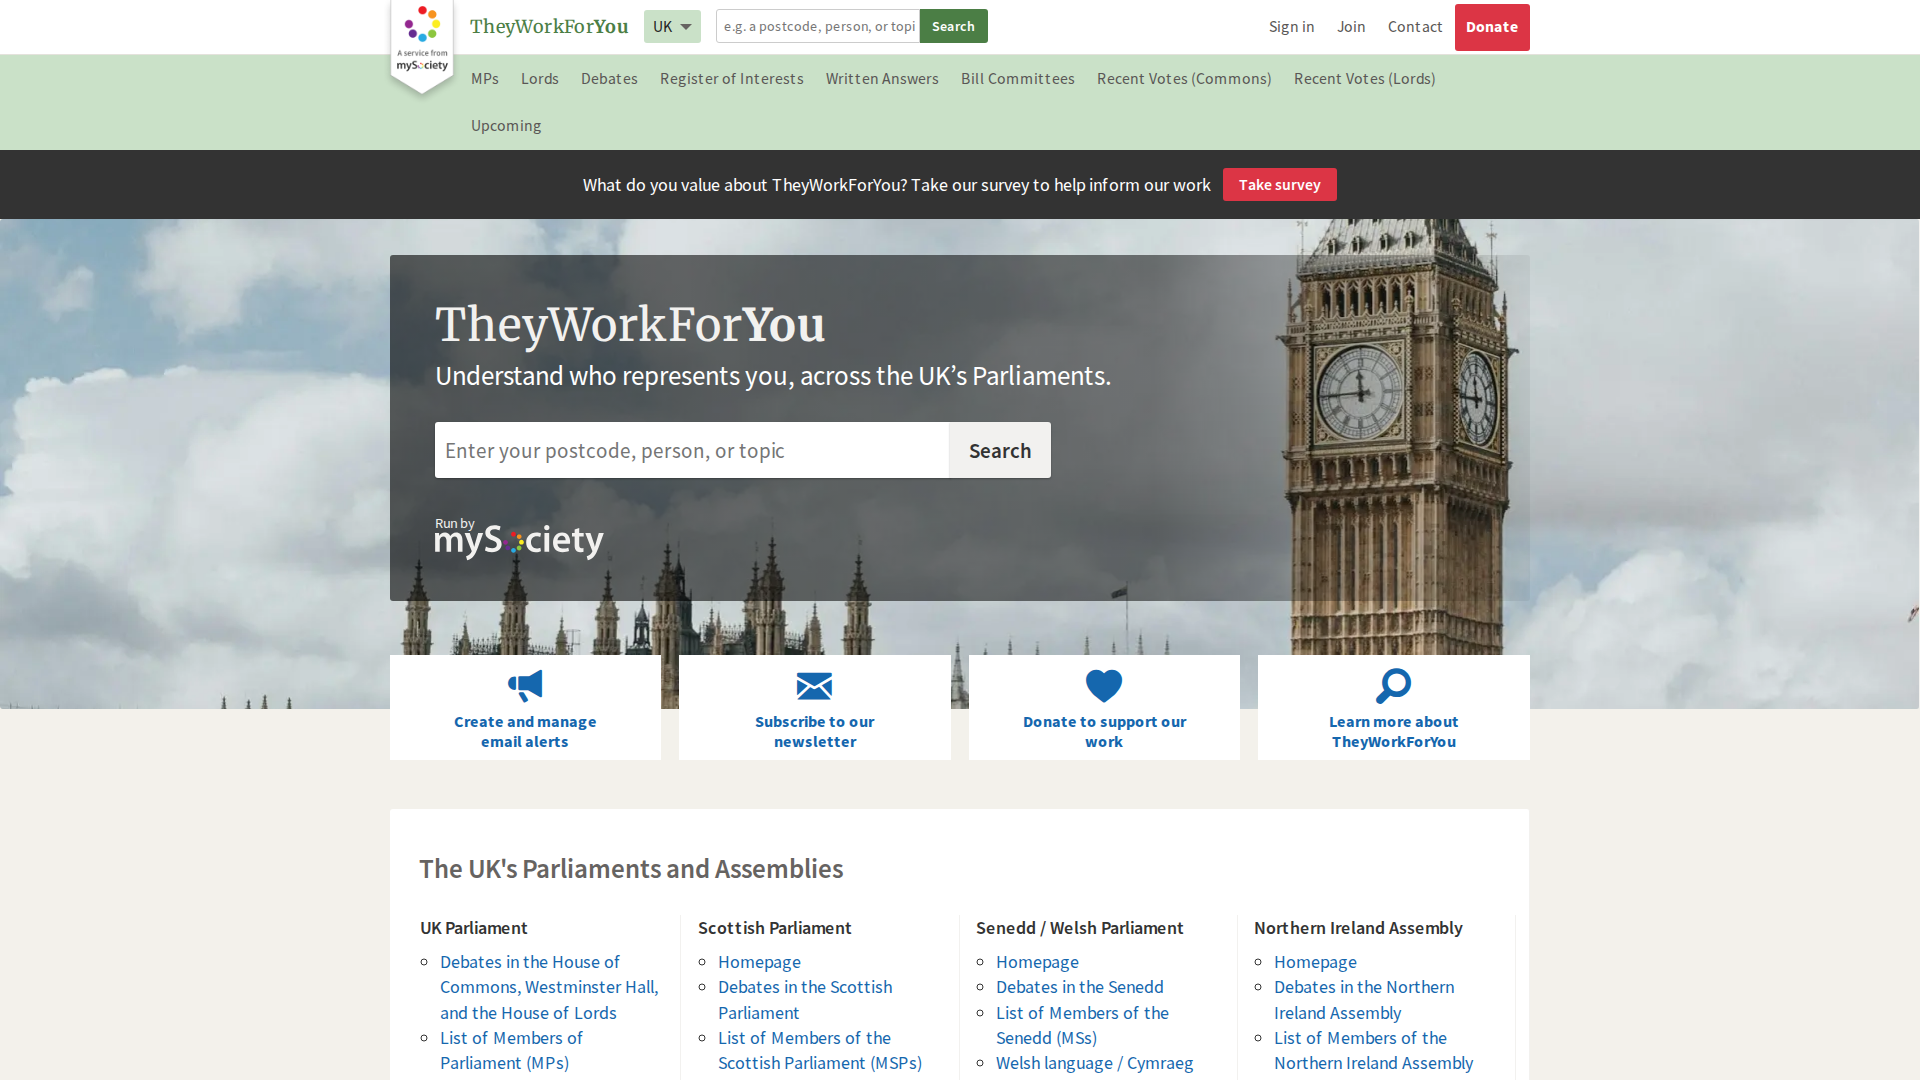 A service from
mySociety
TheyWorkForYou
UK
e.g. a postcode, person, or topi
Search
Sign in
Join
Contact
Donate
MPs
Lords
Debates
Register of Interests
Written Answers
Bill Committees
Recent Votes (Commons)
Recent Votes (Lords)
Upcoming
What do you value about TheyWorkForYou? Take our survey to help inform our work
Take survey
TheyWorkForYou
Understand who represents you, across the UK’s Parliaments.
Enter your postcode, person, or topic
Search
Run by
mySociety
Create and manage
email alerts
Subscribe to our
newsletter
Donate to support our
work
Learn more about
TheyWorkForYou
The UK's Parliaments and Assemblies
UK Parliament
Debates in the House of
Commons, Westminster Hall,
and the House of Lords
List of Members of
Parliament (MPs)
Scottish Parliament
Homepage
Debates in the Scottish
Parliament
List of Members of the
Scottish Parliament (MSPs)
Senedd / Welsh Parliament
Homepage
Debates in the Senedd
List of Members of the
Senedd (MSs)
Welsh language / Cymraeg
Northern Ireland Assembly
Homepage
Debates in the Northern
Ireland Assembly
List of Members of the
Northern Ireland Assembly